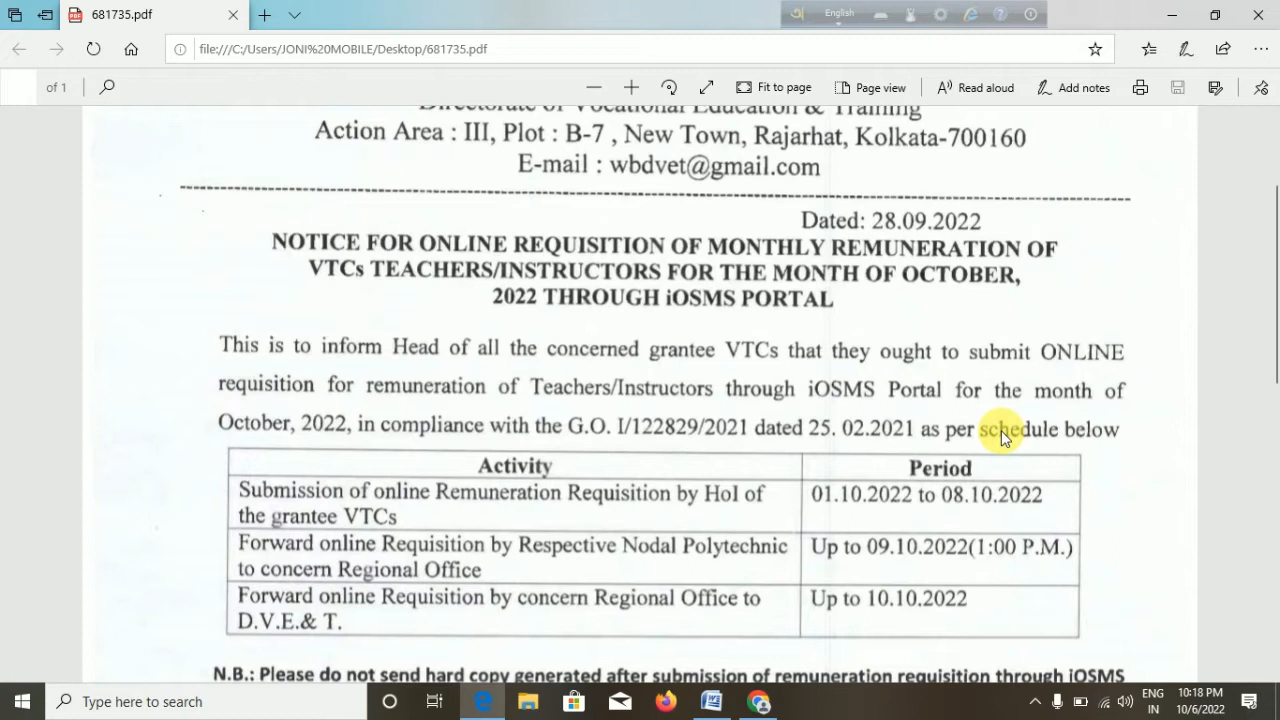 681735.pdf
English
file:///C:/Users/JONI%20MOBILE/Desktop/681735.pdf
of 1
Fit to page
Page view
Read aloud
Add notes
Directorate of Vocational Education & Training
Action Area : III, Plot : B-7 , New Town, Rajarhat, Kolkata-700160
E-mail : wbdvet@gmail.com
Dated: 28.09.2022
NOTICE FOR ONLINE REQUISITION OF MONTHLY REMUNERATION OF
VTCs TEACHERS/INSTRUCTORS FOR THE MONTH OF OCTOBER,
2022 THROUGH iOSMS PORTAL
This is to inform Head of all the concerned grantee VTCs that they ought to submit ONLINE
requisition for remuneration of Teachers/Instructors through iOSMS Portal for the month of
October, 2022, in compliance with the G.O. I/122829/2021 dated 25. 02.2021 as per schedule below
Activity Period
Submission of online Remuneration Requisition by HoI of
the grantee VTCs
01.10.2022 to 08.10.2022
Forward online Requisition by Respective Nodal Polytechnic
to concern Regional Office
Up to 09.10.2022(1:00 P.M.)
Forward online Requisition by concern Regional Office to
D.V.E.& T.
Up to 10.10.2022
N.B.: Please do not send hard copy generated after submission of remuneration requisition through iOSMS
Type here to search
ENG
IN
10:18 PM
10/6/2022